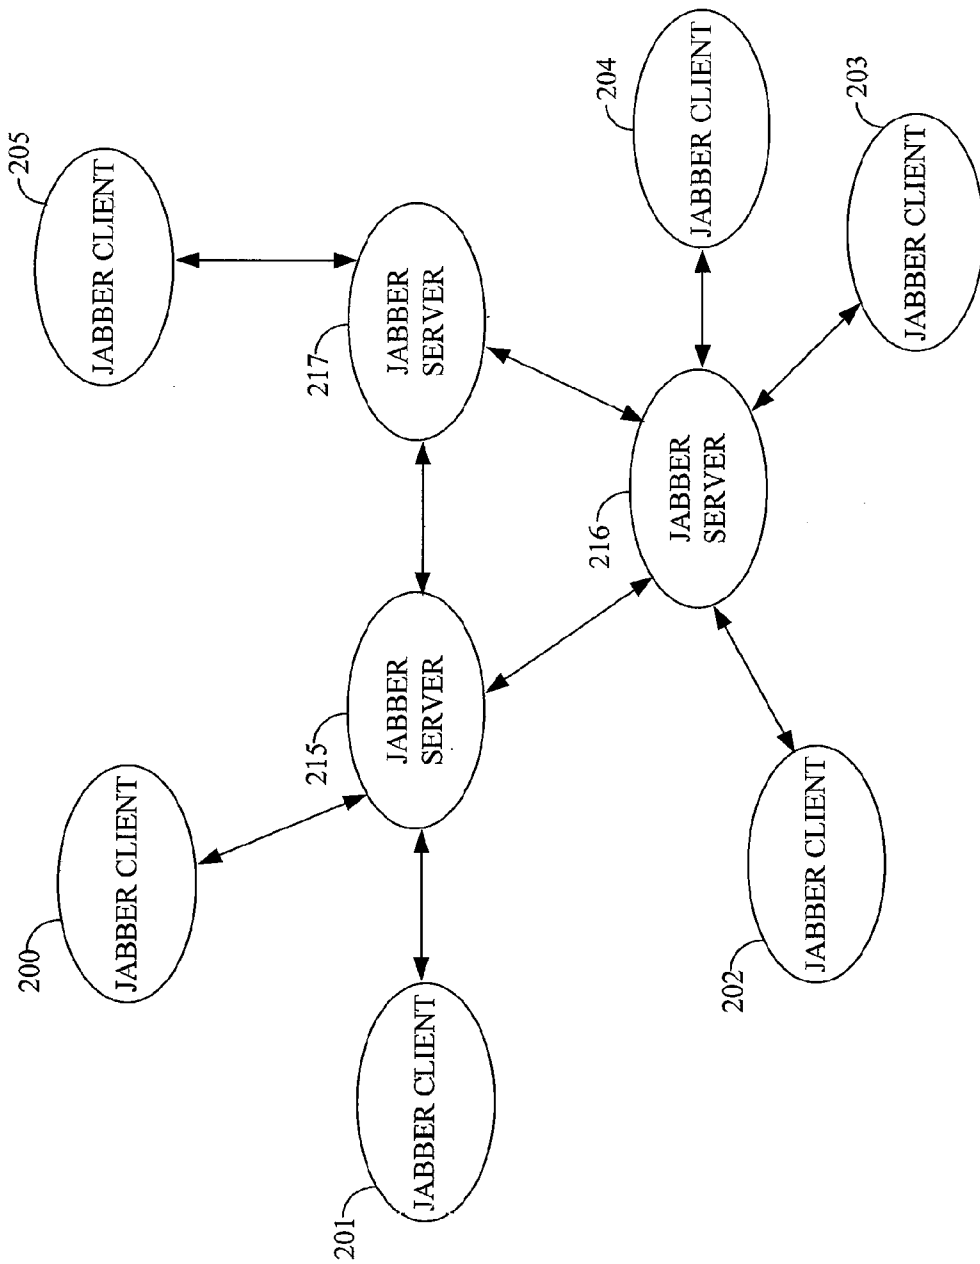 200
JABBER CLIENT
205
JABBER CLIENT
215
JABBER
SERVER
217
JABBER
SERVER
201
JABBER CLIENT
216
JABBER
SERVER
204
JABBER CLIENT
202
JABBER CLIENT
203
JABBER CLIENT